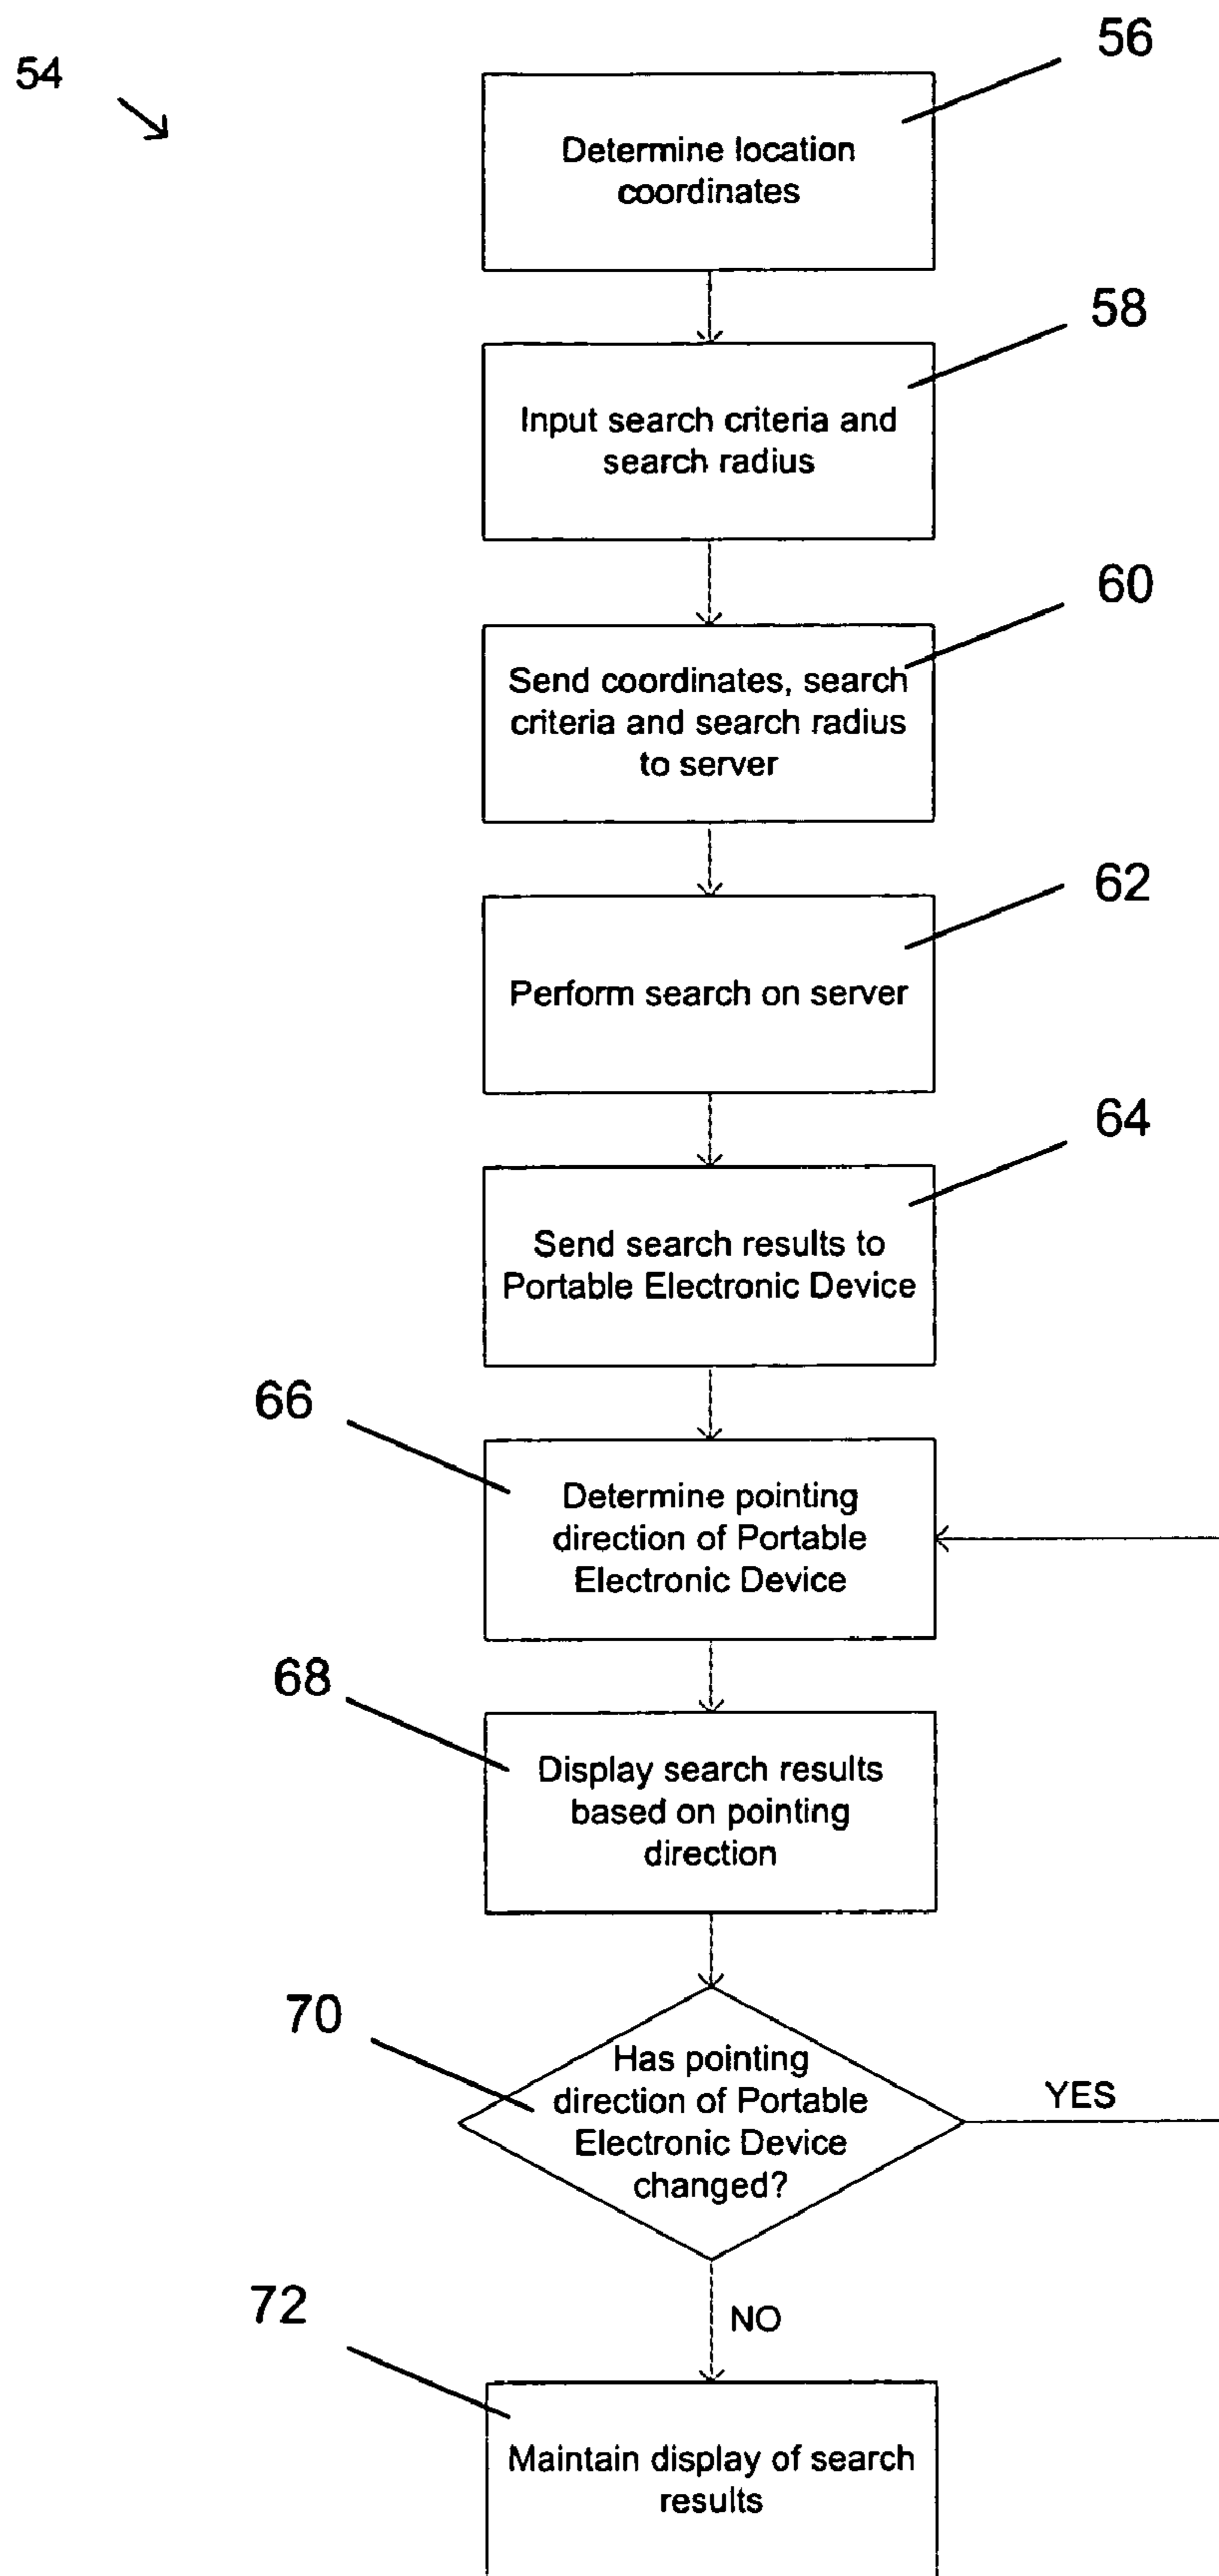 54
56
Determine location
coordinates
58
Input search criteria and
search radius
60
Send coordinates, search
criteria and search radius
to server
62
Perform search on server
64
Send search results to
Portable Electronic Device
66
Determine pointing
direction of Portable
Electronic Device
68
Display search results
based on pointing
direction
70
Has pointing
direction of Portable
Electronic Device
changed?
YES
NO
72
Maintain display of search
results